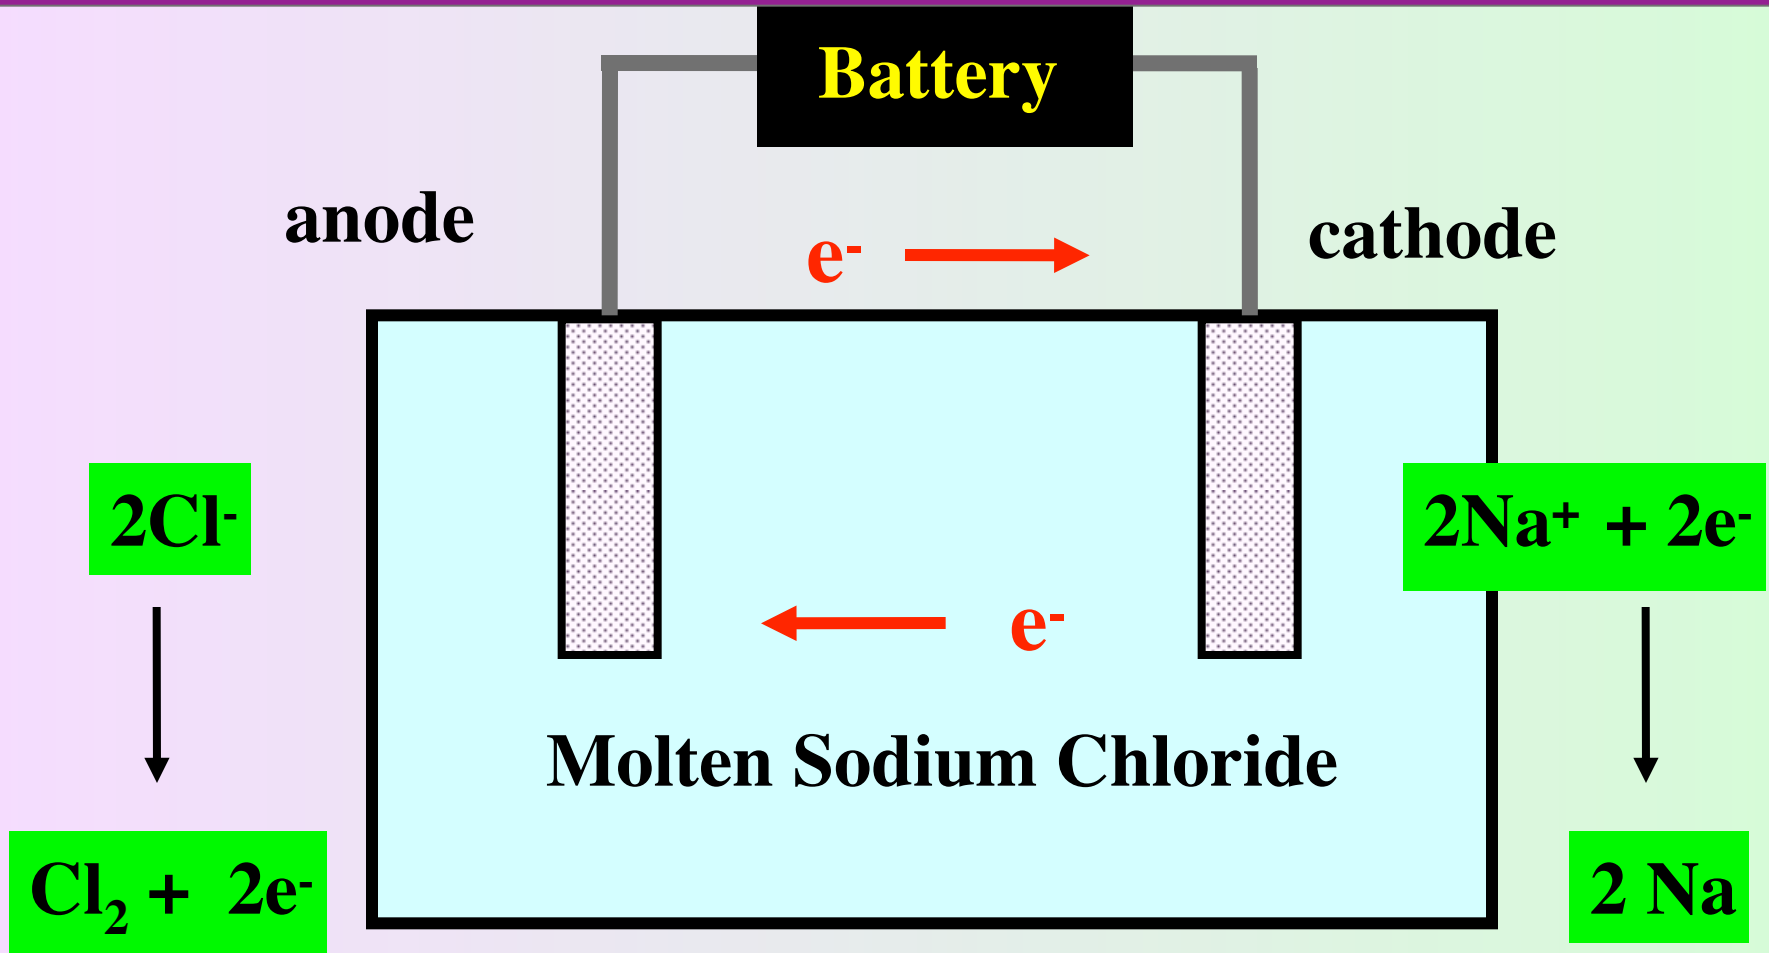 Battery
anode
cathode
e-
2Cl-
2Na+ + 2e-
e-
Molten Sodium Chloride
Cl2 + 2e-
2 Na